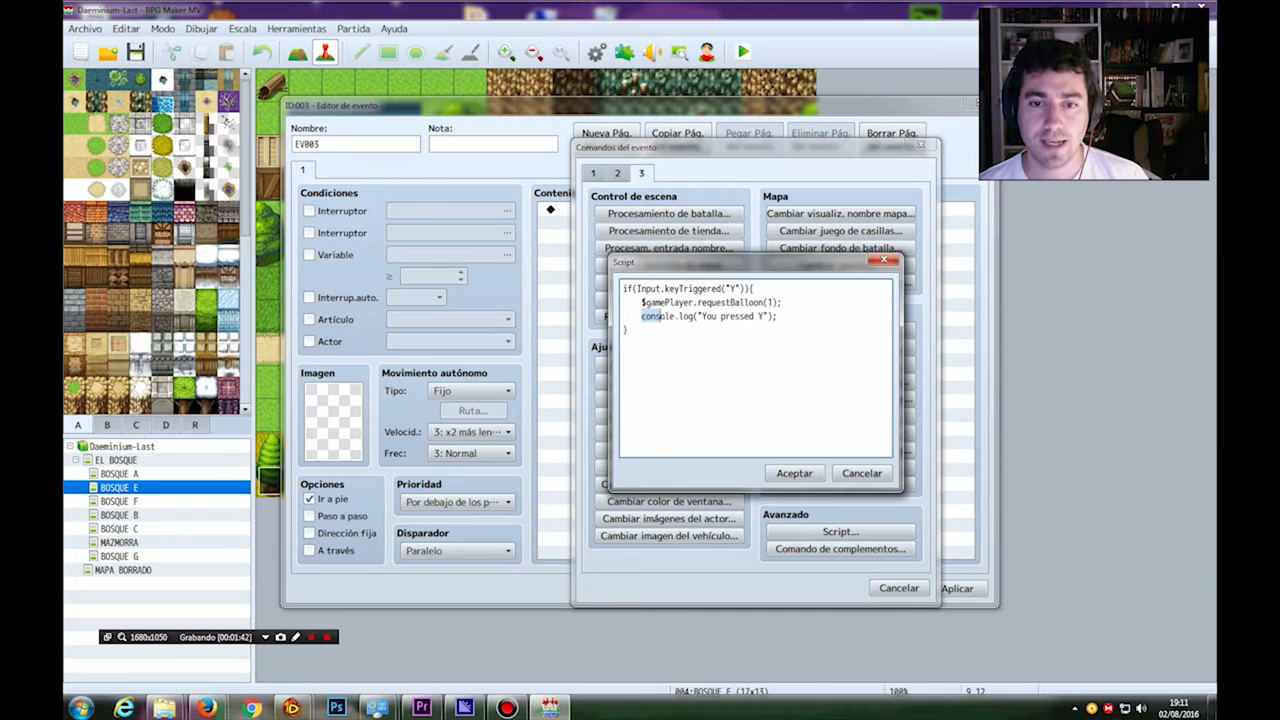 Daeminium-Last - RPG Maker MV
Archivo Editar Modo Dibujar Escala Herramientas Partida Ayuda
ID:003 - Editor de evento
Nombre:
EV003
Nota:
Nueva Pág. Copiar Pág. Pegar Pág. Eliminar Pág. Borrar Pág.
1
Condiciones
Interruptor ...
Interruptor ...
Variable ...
≥
Interrup.auto.
Artículo
Actor
Imagen
Movimiento autónomo
Tipo: Fijo
Ruta...
Velocid.: 3: x2 más len···
Frec: 3: Normal
Opciones
Ir a pie
Paso a paso
Dirección fija
A través
Prioridad
Por debajo de los p···
Disparador
Paralelo
Comandos del evento
1 2 3
Control de escena
Procesamiento de batalla...
Procesamiento de tienda...
Procesam. entrada nombre...
Mapa
Cambiar visualiz. nombre mapa...
Cambiar juego de casillas...
Cambiar fondo de batalla...
Script
if(Input.keyTriggered("Y")){
$gamePlayer.requestBalloon(1);
console.log("You pressed Y");
}
Aceptar Cancelar
Cambiar color de ventana...
Cambiar imágenes del actor...
Cambiar imagen del vehículo...
Avanzado
Script...
Comando de complementos...
Cancelar
Aplicar
A B C D R
Daeminium-Last
EL BOSQUE
BOSQUE A
BOSQUE E
BOSQUE F
BOSQUE B
BOSQUE C
MAZMORRA
BOSQUE G
MAPA BORRADO
1680x1050 Grabando [00:01:42]
004:BOSQUE E (17x13) 100% 9,12
Ps Pr
19:11
02/08/2016